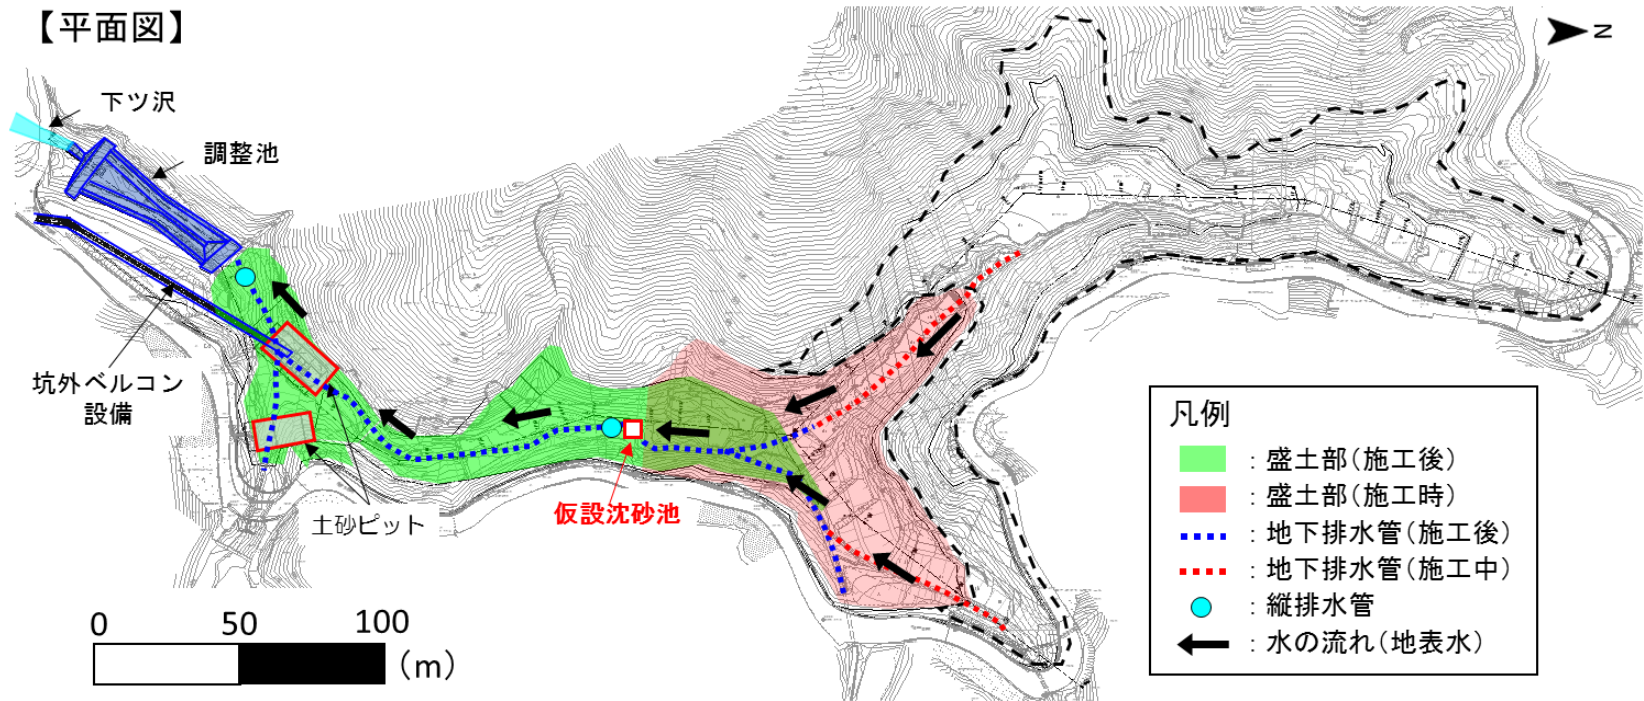 【平面図】
N
下ツ沢
調整池
坑外ベルコン
設備
土砂ピット
仮設沈砂池
0 50 100
(m)
凡例
：盛土部(施工後)
：盛土部(施工時)
：地下排水管(施工後)
：地下排水管(施工中)
：縦排水管
：水の流れ(地表水)